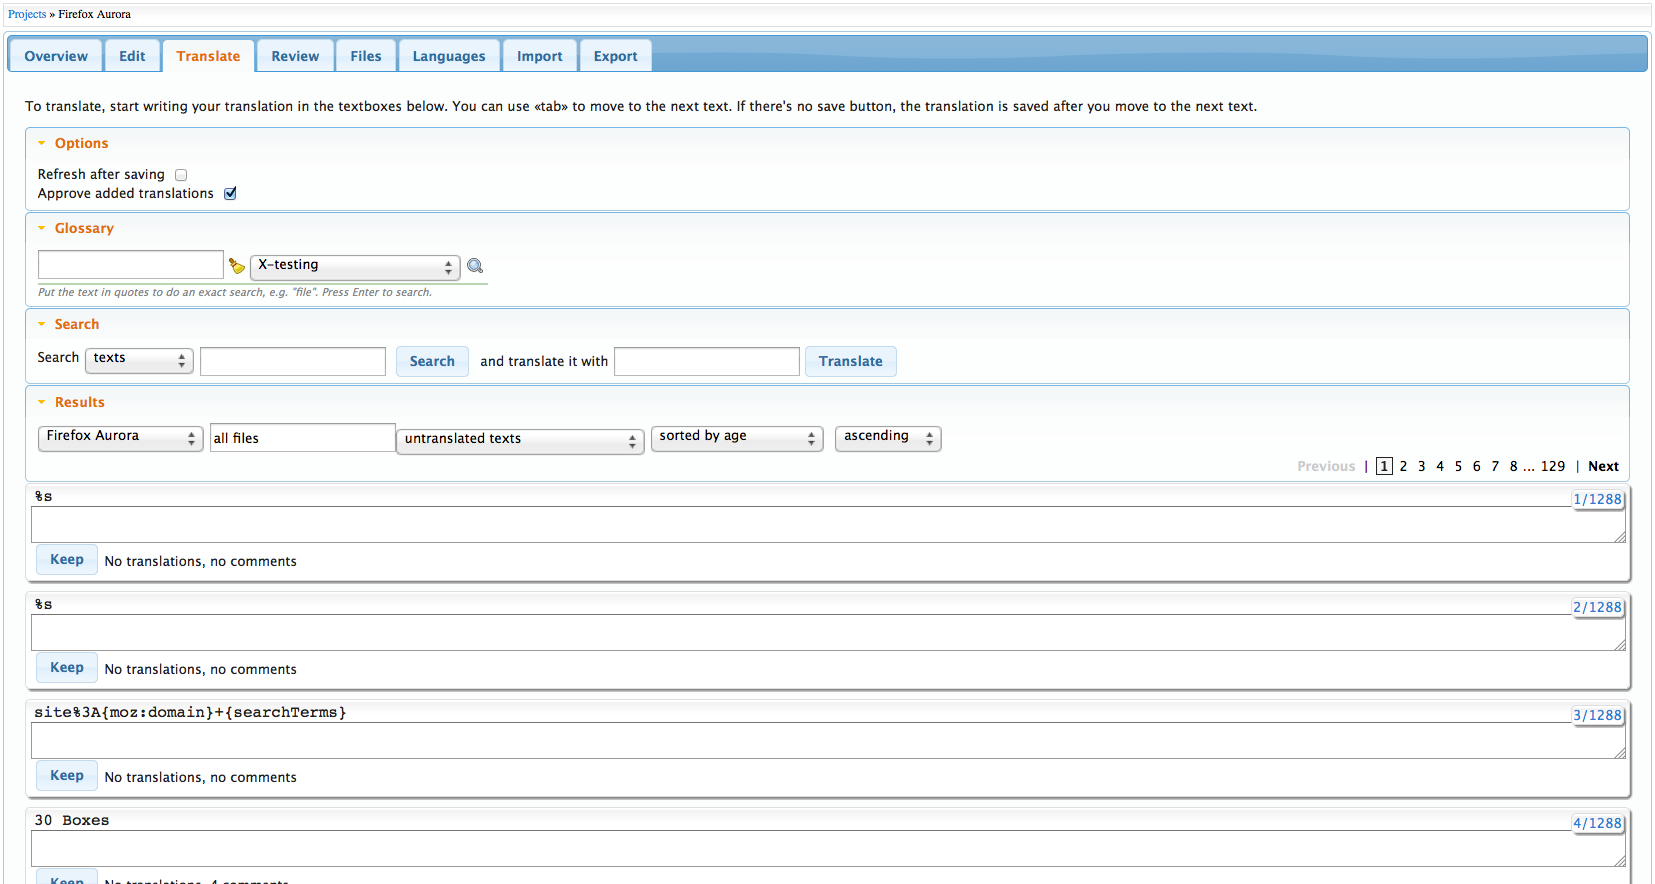 Projects » Firefox Aurora
Overview Edit Translate Review Files Languages Import Export
To translate, start writing your translation in the textboxes below. You can use «tab» to move to the next text. If there's no save button, the translation is saved after you move to the next text.
Options
Refresh after saving
Approve added translations
Glossary
X-testing
Put the text in quotes to do an exact search, e.g. "file". Press Enter to search.
Search
Search texts Search and translate it with Translate
Results
Firefox Aurora all files untranslated texts sorted by age ascending
Previous | 1 2 3 4 5 6 7 8 ... 129 | Next
%s 1/1288
Keep No translations, no comments
%s 2/1288
Keep No translations, no comments
site%3A{moz:domain}+{searchTerms} 3/1288
Keep No translations, no comments
30 Boxes 4/1288
Keep No translations, 4 comments